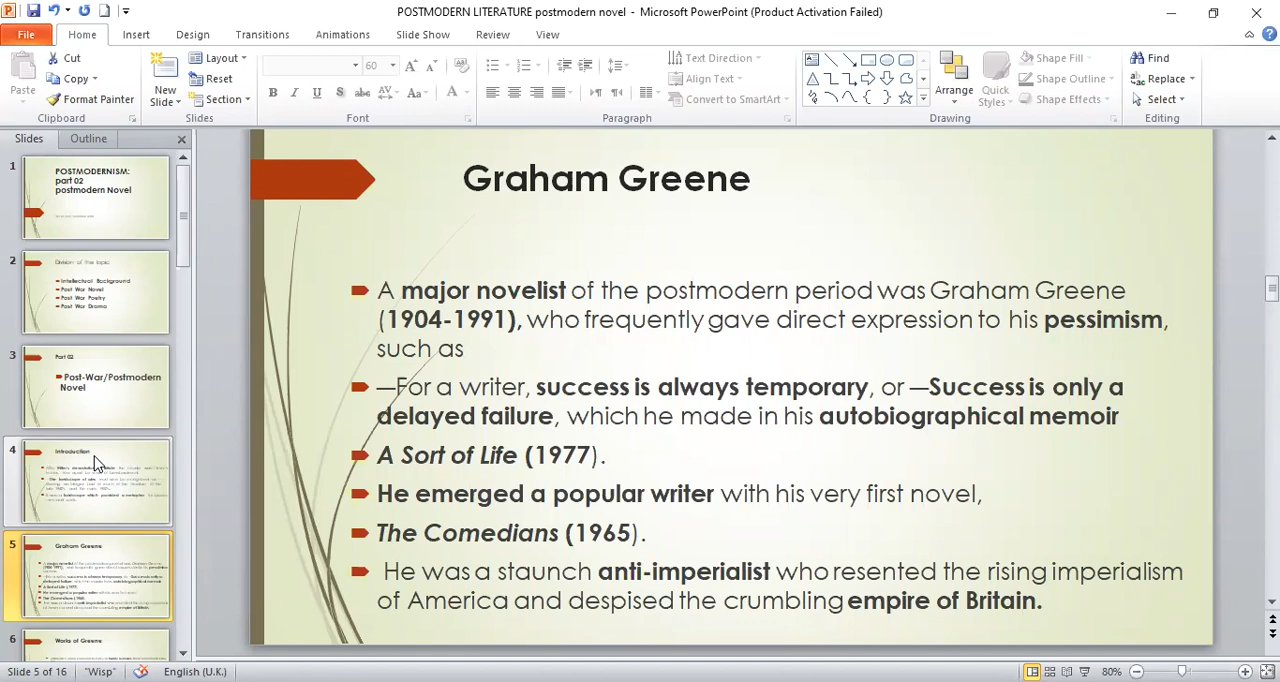 POSTMODERN LITERATURE postmodern novel - Microsoft PowerPoint (Product Activation Failed)
File Home Insert Design Transitions Animations Slide Show Review View
Paste
Cut
Copy
Format Painter
Clipboard
New Slide
Layout
Reset
Section
Slides
60
Font
Text Direction
Align Text
Convert to SmartArt
Paragraph
Arrange
Quick Styles
Shape Fill
Shape Outline
Shape Effects
Drawing
Find
Replace
Select
Editing
Slides Outline
1
POSTMODERNISM:
part 02
postmodern Novel
2
Division of the topic
Intellectual Background
Post War Novel
Post War Poetry
Post War Drama
3
Part 02
Post-War/Postmodern
Novel
4
Introduction
5
Graham Greene
6
Works of Greene
Graham Greene
A major novelist of the postmodern period was Graham Greene
(1904-1991), who frequently gave direct expression to his pessimism,
such as
―For a writer, success is always temporary, or ―Success is only a
delayed failure, which he made in his autobiographical memoir
A Sort of Life (1977).
He emerged a popular writer with his very first novel,
The Comedians (1965).
He was a staunch anti-imperialist who resented the rising imperialism
of America and despised the crumbling empire of Britain.
Slide 5 of 16 "Wisp" English (U.K.) 80%